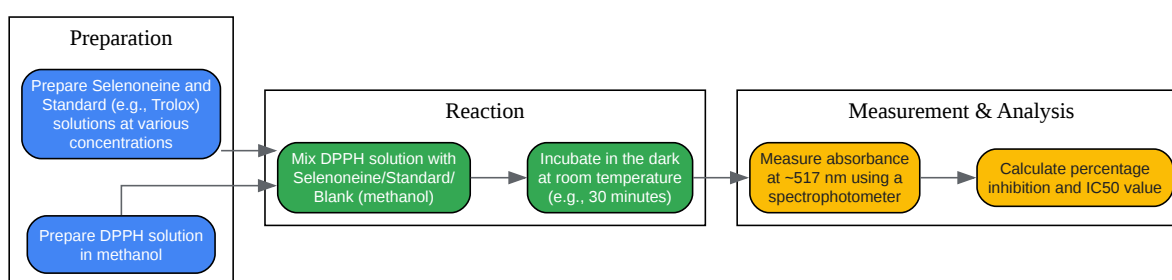 Preparation
Prepare Selenoneine and
Standard (e.g., Trolox)
solutions at various
concentrations
Prepare DPPH solution
in methanol
Reaction
Mix DPPH solution with
Selenoneine/Standard/
Blank (methanol)
Incubate in the dark
at room temperature
(e.g., 30 minutes)
Measurement & Analysis
Measure absorbance
at ~517 nm using a
spectrophotometer
Calculate percentage
inhibition and IC50 value